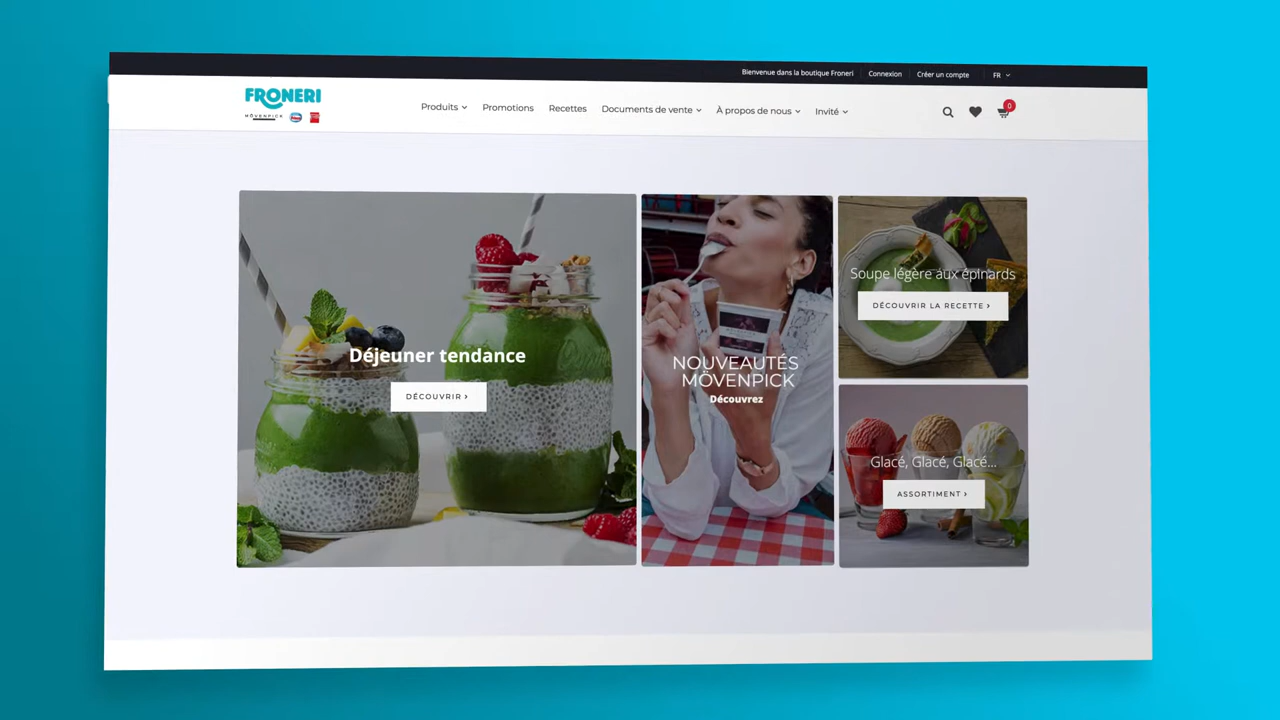 Bienvenue dans la boutique Froneri
Connexion
Créer un compte
FR
FRONERI
MÖVENPICK
Produits
Promotions
Recettes
Documents de vente
À propos de nous
Invité
0
Déjeuner tendance
DÉCOUVRIR
NOUVEAUTÉS
MÖVENPICK
Découvrez
Soupe légère aux épinards
DÉCOUVRIR LA RECETTE
Glacé, Glacé, Glacé...
ASSORTIMENT